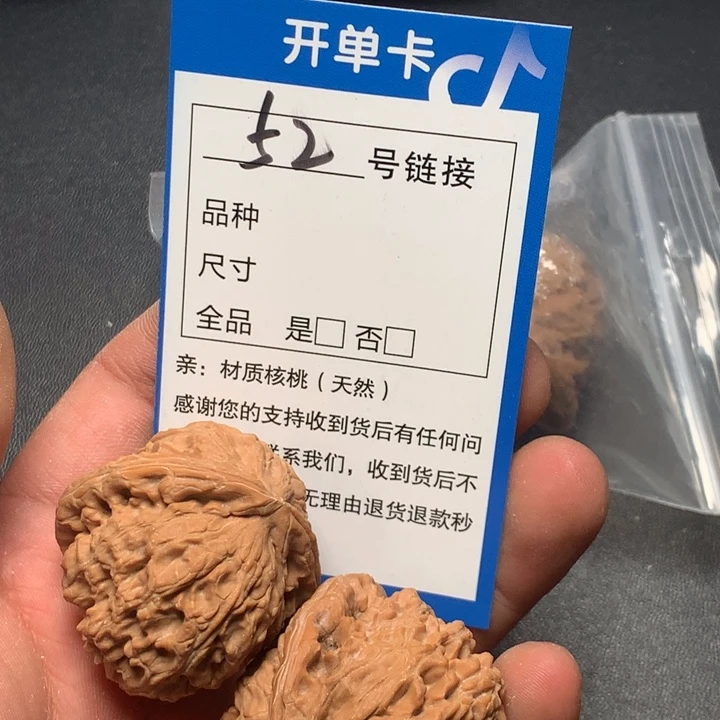 开单卡
52号链接
品种
尺寸
全品 是□ 否□
亲：材质核桃（天然）
感谢您的支持收到货后有任何问
系我们，收到货后不
无理由退货退款秒